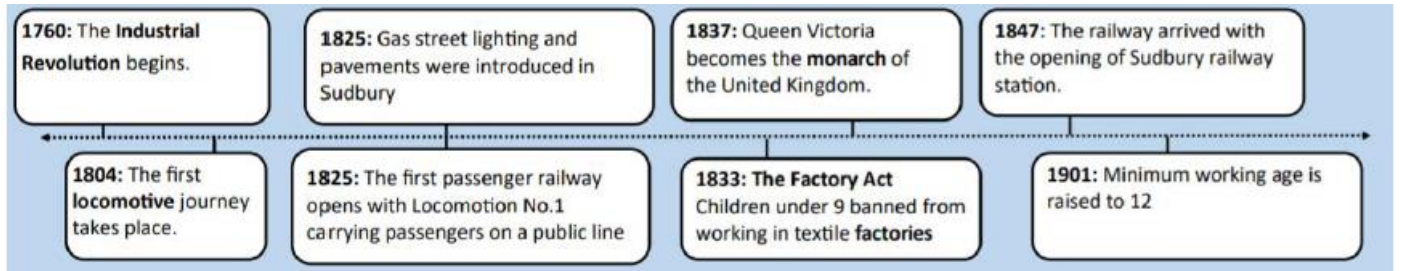 1760: The Industrial
Revolution begins.
1825: Gas street lighting and
pavements were introduced in
Sudbury
1837: Queen Victoria
becomes the monarch of
the United Kingdom.
1847: The railway arrived with
the opening of Sudbury railway
station.
1804: The first
locomotive journey
takes place.
1825: The first passenger railway
opens with Locomotion No.1
carrying passengers on a public line
1833: The Factory Act
Children under 9 banned from
working in textile factories
1901: Minimum working age is
raised to 12